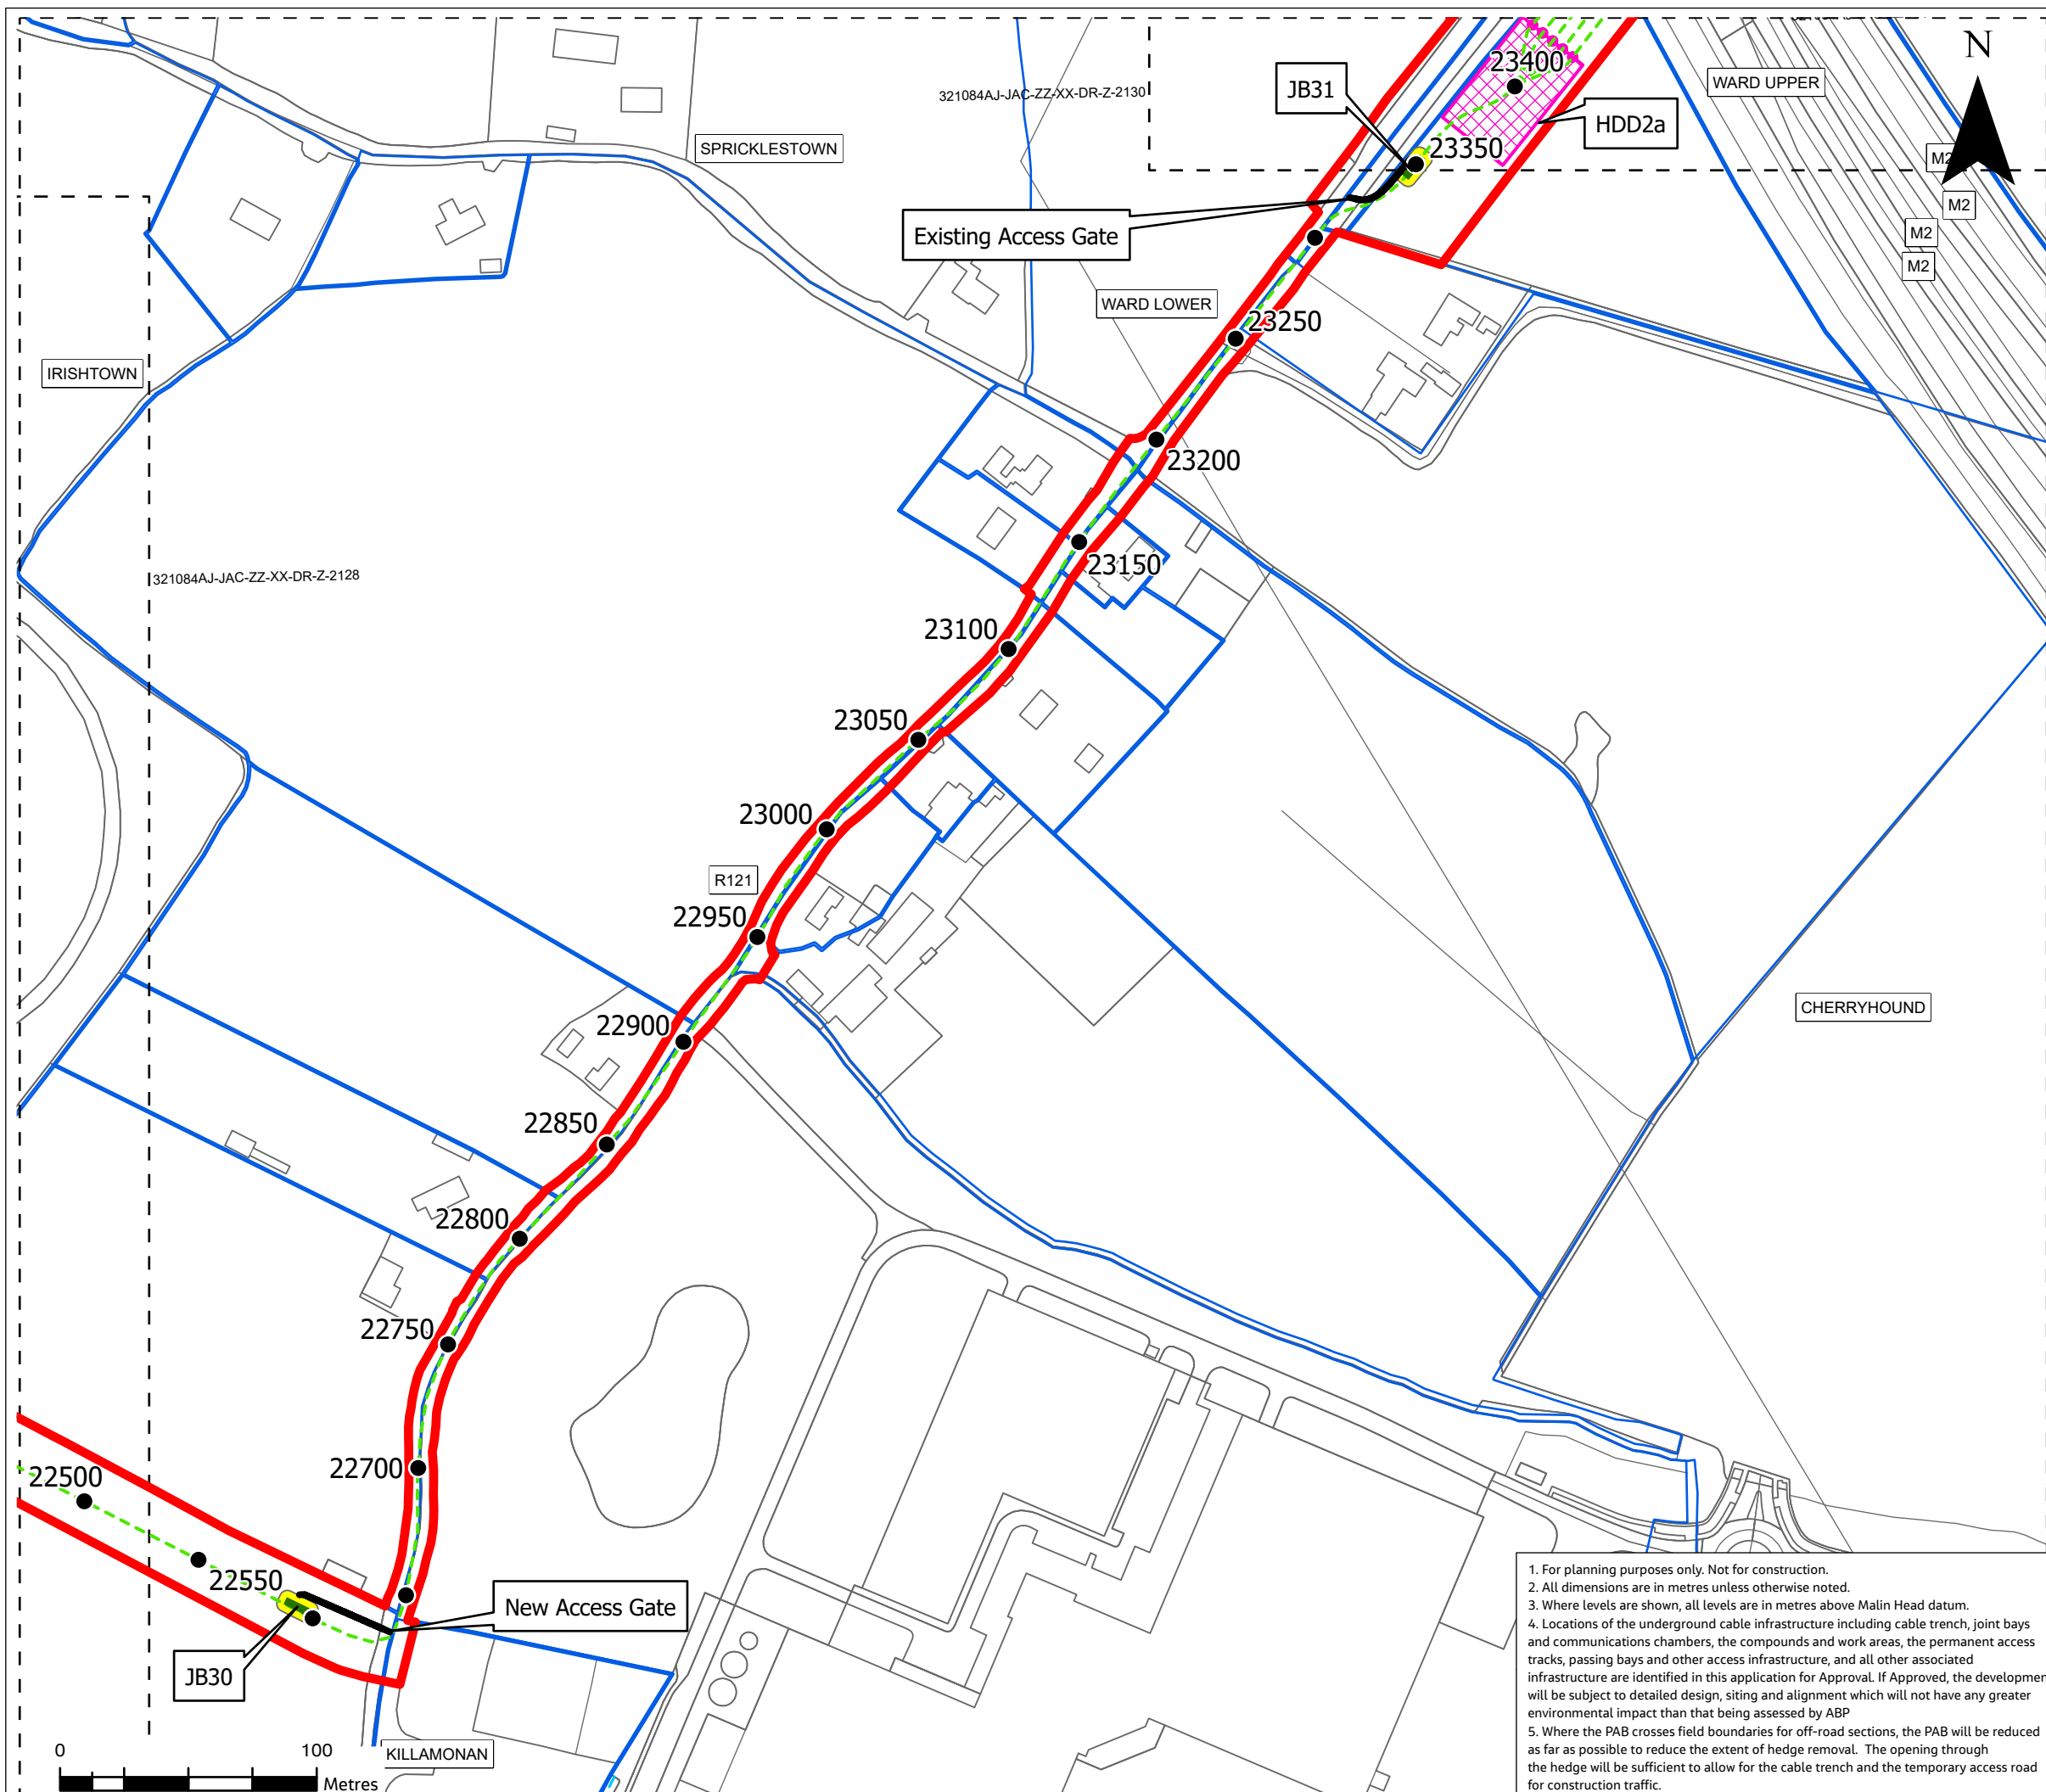 N
23400
JB31
WARD UPPER
321084AJ-JAC-ZZ-XX-DR-Z-2130
HDD2a
SPRICKLESTOWN
23350
M2
M2
M2
M2
Existing Access Gate
WARD LOWER
23250
IRISHTOWN
23200
23150
321084AJ-JAC-ZZ-XX-DR-Z-2128
23100
23050
23000
R121
22950
CHERRYHOUND
22900
22850
22800
22750
22700
22500
22550
New Access Gate
JB30
KILLAMONAN
0 100
Metres
1. For planning purposes only. Not for construction.
2. All dimensions are in metres unless otherwise noted.
3. Where levels are shown, all levels are in metres above Malin Head datum.
4. Locations of the underground cable infrastructure including cable trench, joint bays
and communications chambers, the compounds and work areas, the permanent access
tracks, passing bays and other access infrastructure, and all other associated
infrastructure are identified in this application for Approval. If Approved, the developmen
will be subject to detailed design, siting and alignment which will not have any greater
environmental impact than that being assessed by ABP
5. Where the PAB crosses field boundaries for off-road sections, the PAB will be reduced
as far as possible to reduce the extent of hedge removal. The opening through
the hedge will be sufficient to allow for the cable trench and the temporary access road
for construction traffic.